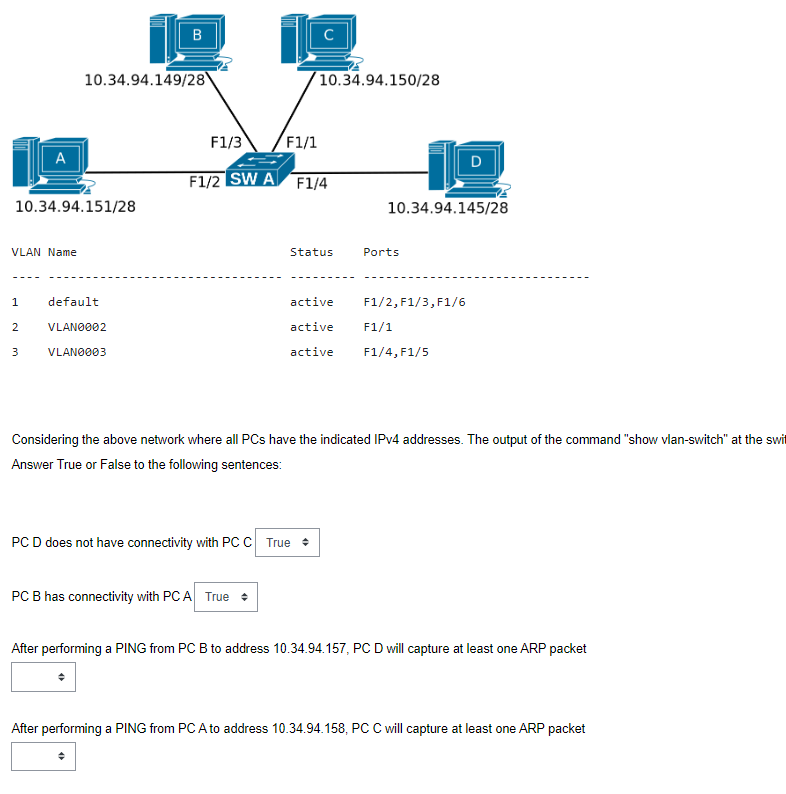 B
C
10.34.94.149/28
10.34.94.150/28
F1/3
F1/1
A
D
F1/2
SW A
F1/4
10.34.94.151/28
10.34.94.145/28
VLAN Name Status Ports
---- -------------------------------- --------- -------------------------------
1 default active F1/2,F1/3,F1/6
2 VLAN0002 active F1/1
3 VLAN0003 active F1/4,F1/5
Considering the above network where all PCs have the indicated IPv4 addresses. The output of the command "show vlan-switch" at the swit
Answer True or False to the following sentences:
PC D does not have connectivity with PC C True
PC B has connectivity with PC A True
After performing a PING from PC B to address 10.34.94.157, PC D will capture at least one ARP packet
After performing a PING from PC A to address 10.34.94.158, PC C will capture at least one ARP packet